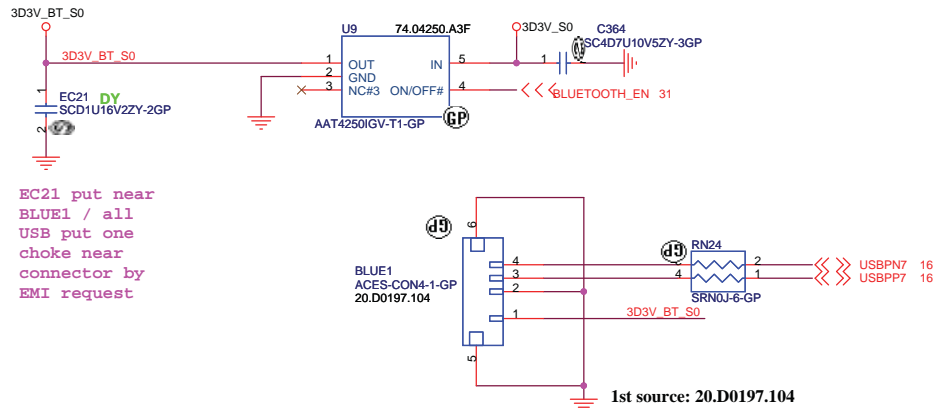 3D3V_BT_S0
3D3V_BT_S0
U9
74.04250.A3F
1
OUT
2
GND
3
NC#3
IN
5
ON/OFF#
4
AAT4250IGV-T1-GP
GP
3D3V_S0
C364
1
SC4D7U10V5ZY-3GP
BLUETOOTH_EN 31
1
EC21
DY
SCD1U16V2ZY-2GP
2
EC21 put near
BLUE1 / all
USB put one
choke near
connector by
EMI request
GP
6
BLUE1
ACES-CON4-1-GP
20.D0197.104
4
3
2
1
5
3D3V_BT_S0
GP
RN24
4
2
1
SRN0J-6-GP
USBPN7 16
USBPP7 16
1st source: 20.D0197.104